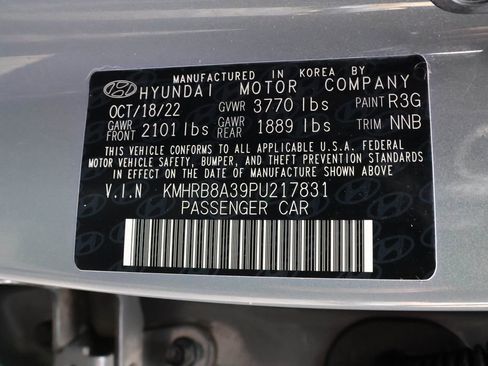 MANUFACTURED IN KOREA BY
HYUNDAI MOTOR COMPANY
OCT/18/22 GVWR 3770 lbs PAINT R3G
GAWR FRONT 2101 lbs GAWR REAR 1889 lbs TRIM NNB
THIS VEHICLE CONFORMS TO ALL APPLICABLE U.S.A. FEDERAL
MOTOR VEHICLE SAFETY, BUMPER, AND THEFT PREVENTION STANDARDS
IN EFFECT ON THE DATE OF MANUFACTURE SHOWN ABOVE.
V.I.N KMHRB8A39PU217831
PASSENGER CAR